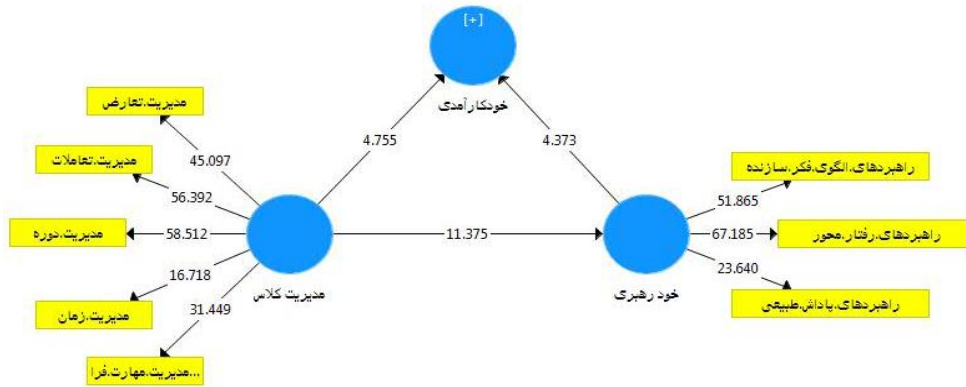 [+]
خودکارآمدی
مدیریت.تعارض
مدیریت.تعاملات
مدیریت.دوره
مدیریت.زمان
مدیریت.مهارت.فرا...
45.097
56.392
58.512
16.718
31.449
مدیریت کلاس
4.755
4.373
11.375
خود رهبری
51.865
67.185
23.640
راهبردهای.الگوی.فکر.سازنده
راهبردهای.رفتار.محور
راهبردهای.پاداش.طبیعی